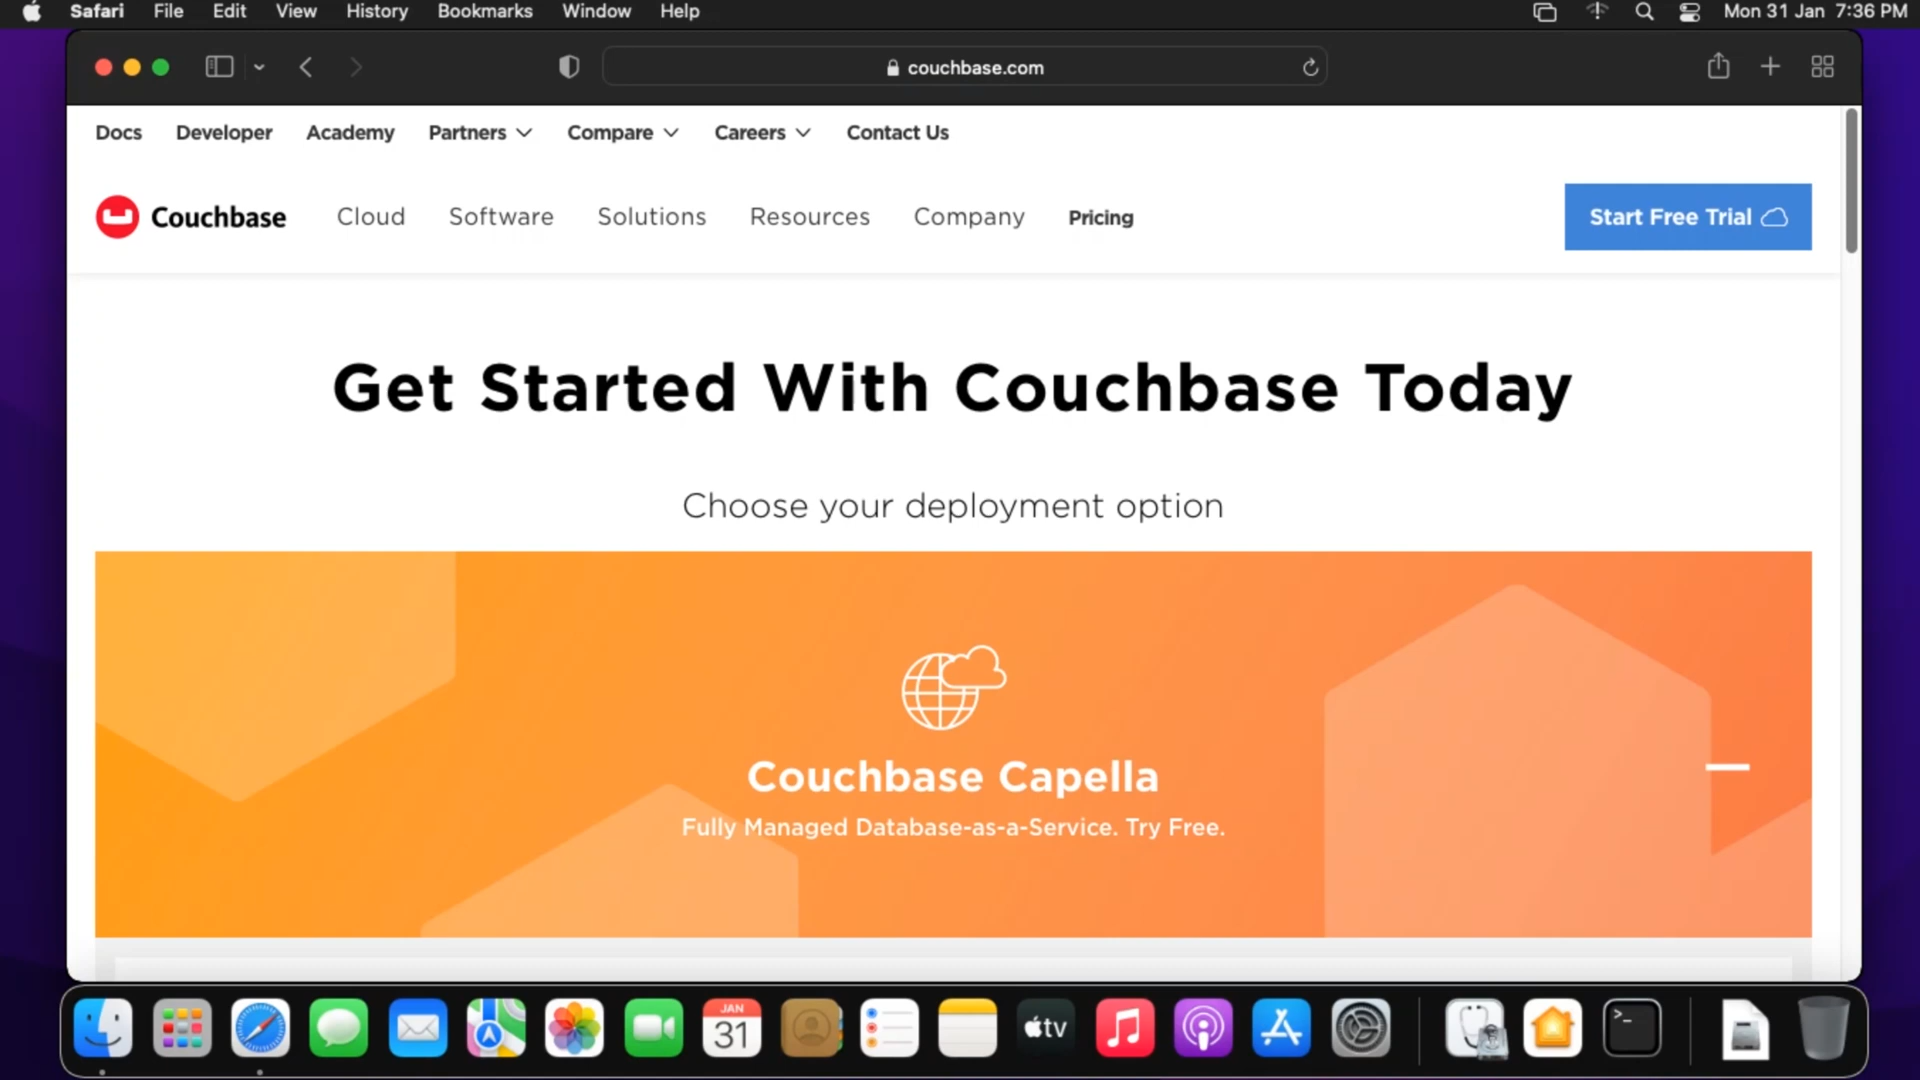 Safari File Edit View History Bookmarks Window Help Mon 31 Jan 7:36 PM
couchbase.com
Docs Developer Academy Partners Compare Careers Contact Us
Couchbase Cloud Software Solutions Resources Company Pricing Start Free Trial
Get Started With Couchbase Today
Choose your deployment option
Couchbase Capella
Fully Managed Database-as-a-Service. Try Free.
JAN
31
tv
>_